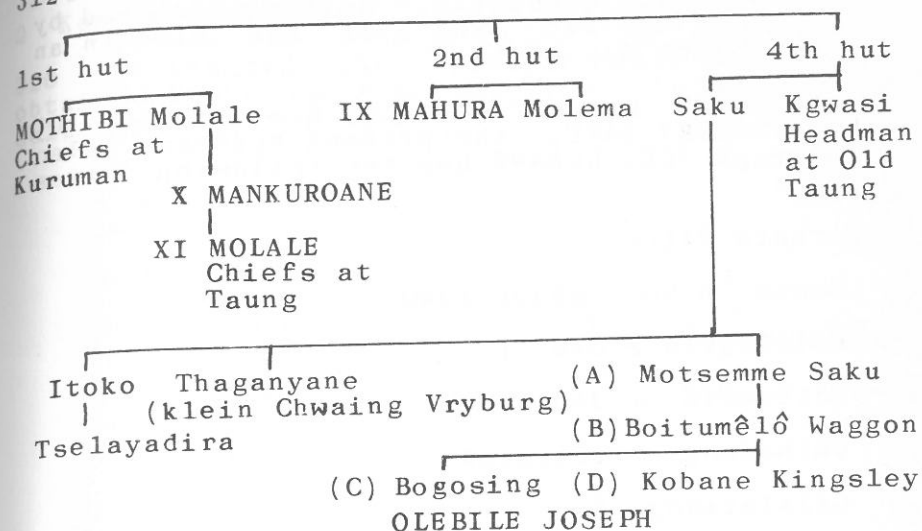 312
1st hut 2nd hut 4th hut
MOTHIBI Molale IX MAHURA Molema Saku Kgwasi
Chiefs at Headman
Kuruman at Old
X MANKUROANE Taung
XI MOLALE
Chiefs at
Taung
Itoko Thaganyane (A) Motsemme Saku
(klein Chwaing Vryburg)
Tselayadira (B) Boitumêlô Waggon
(C) Bogosing (D) Kobane Kingsley
OLEBILE JOSEPH